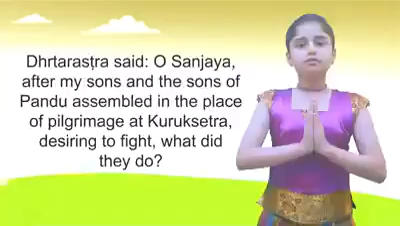 Dhrtarasṭra said: O Sanjaya,
after my sons and the sons of
Pandu assembled in the place
of pilgrimage at Kuruksetra,
desiring to fight, what did
they do?